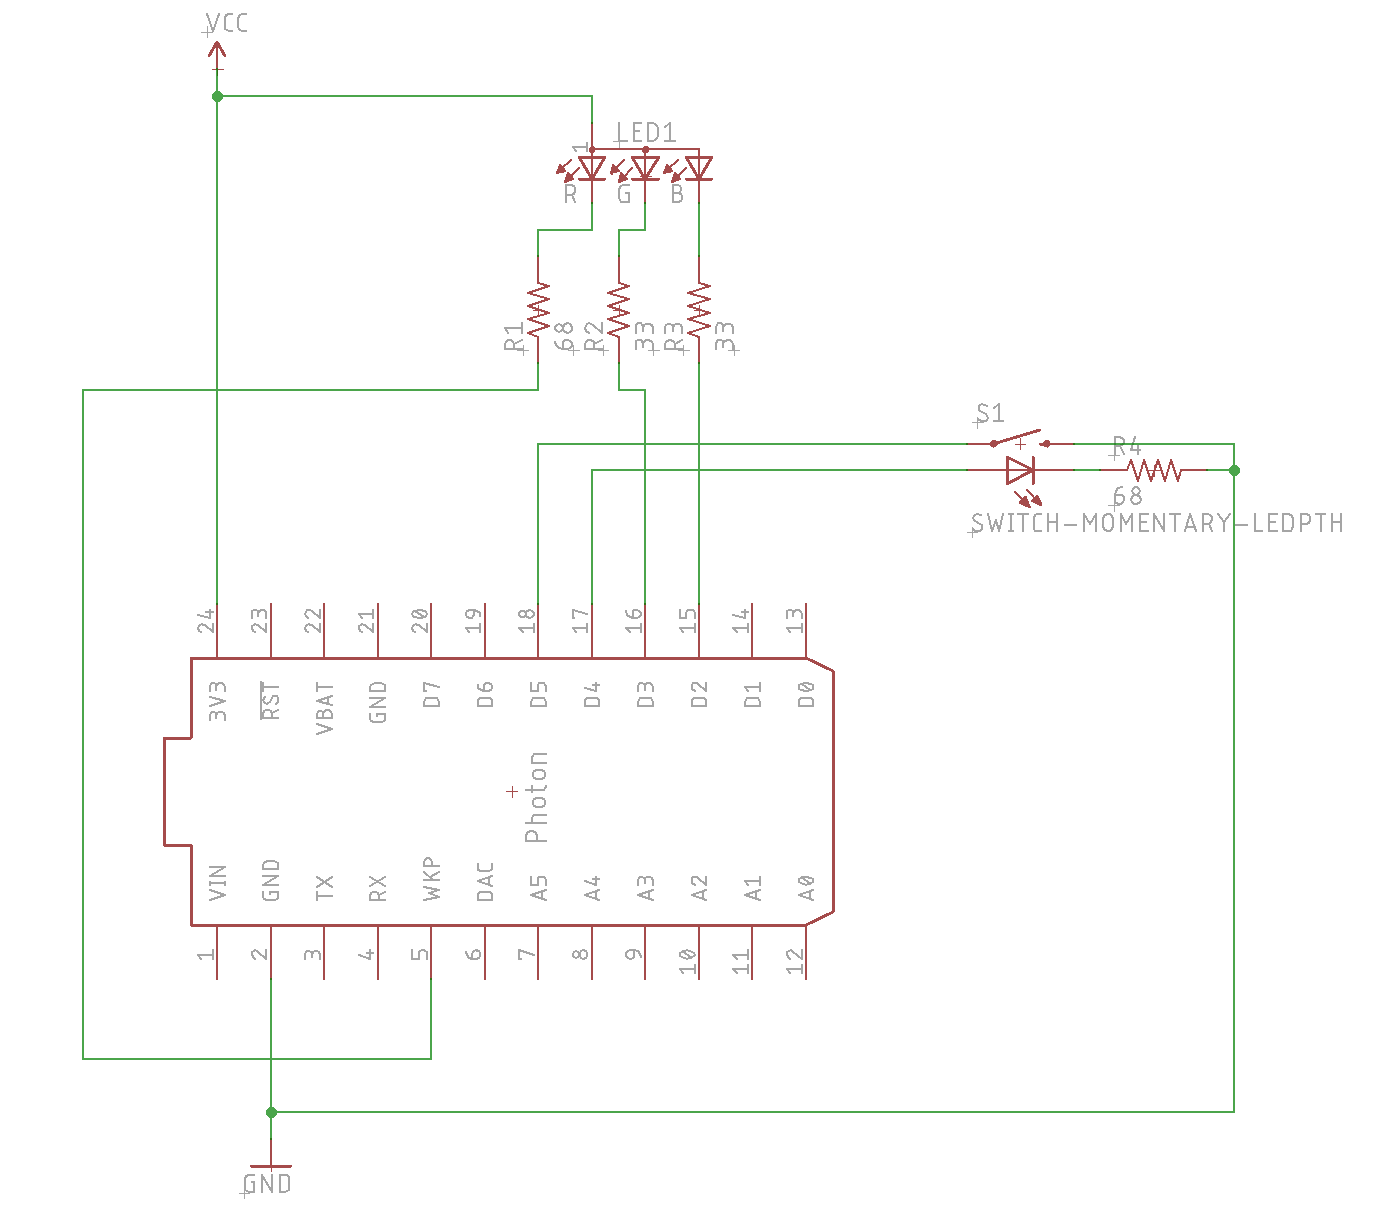 VCC
LED1
1
R
G
B
R1
68
R2
33
R3
33
S1
R4
68
SWITCH-MOMENTARY-LEDPTH
24
23
22
21
20
19
18
17
16
15
14
13
3V3
RST
VBAT
GND
D7
D6
D5
D4
D3
D2
D1
D0
Photon
VIN
GND
TX
RX
WKP
DAC
A5
A4
A3
A2
A1
A0
1
2
3
4
5
6
7
8
9
10
11
12
GND